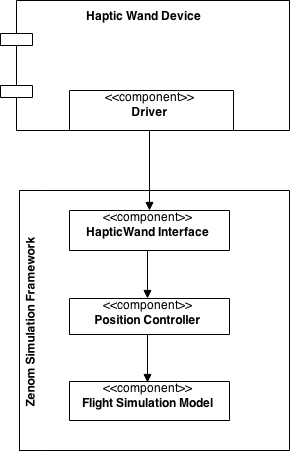 Haptic Wand Device
<<component>>
Driver
Zenom Simulation Framework
<<component>>
HapticWand Interface
<<component>>
Position Controller
<<component>>
Flight Simulation Model